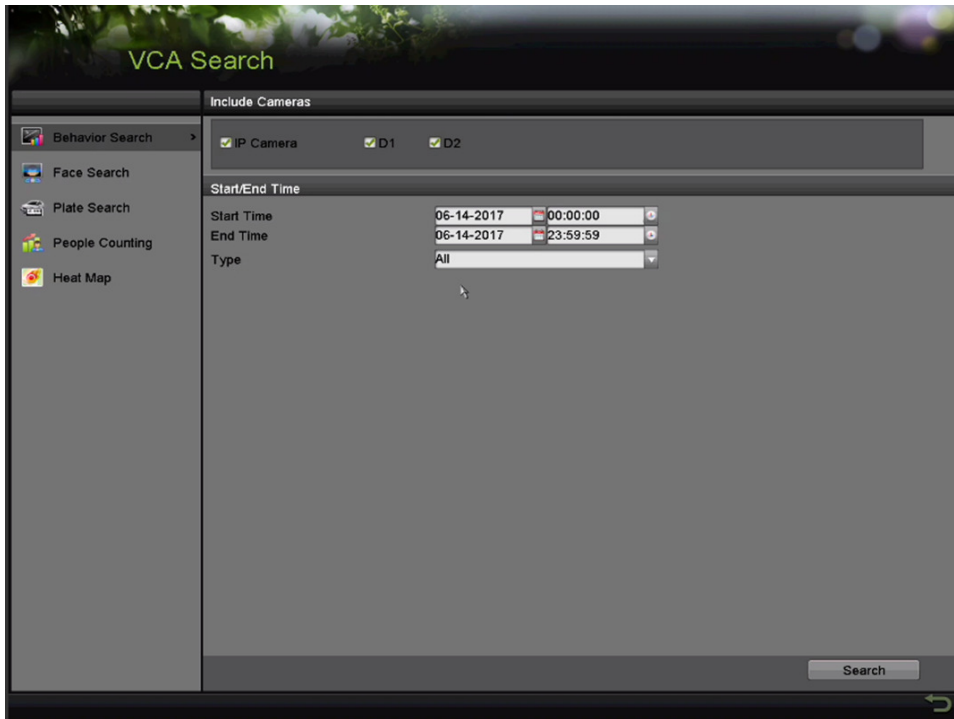 VCA Search
Include Cameras
Behavior Search >
Face Search
Plate Search
People Counting
Heat Map
IP Camera D1 D2
Start/End Time
Start Time 06-14-2017 00:00:00
End Time 06-14-2017 23:59:59
Type All
Search